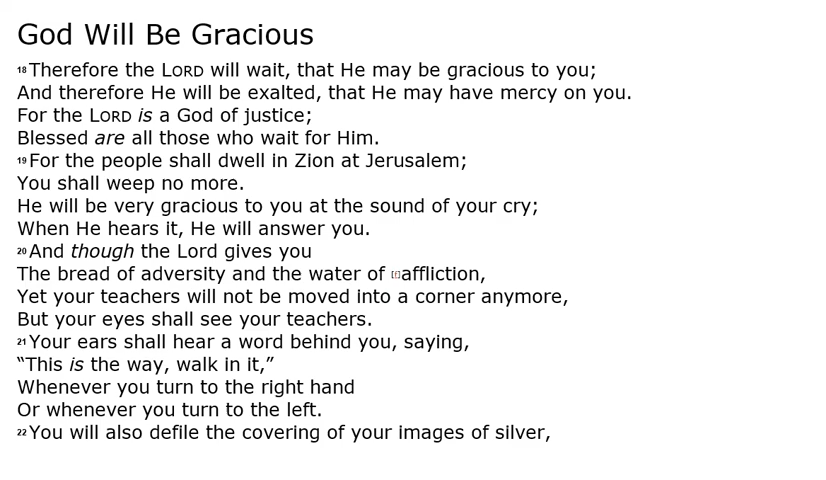 God Will Be Gracious
18 Therefore the LORD will wait, that He may be gracious to you;
And therefore He will be exalted, that He may have mercy on you.
For the LORD is a God of justice;
Blessed are all those who wait for Him.
19 For the people shall dwell in Zion at Jerusalem;
You shall weep no more.
He will be very gracious to you at the sound of your cry;
When He hears it, He will answer you.
20 And though the Lord gives you
The bread of adversity and the water of [f]affliction,
Yet your teachers will not be moved into a corner anymore,
But your eyes shall see your teachers.
21 Your ears shall hear a word behind you, saying,
“This is the way, walk in it,”
Whenever you turn to the right hand
Or whenever you turn to the left.
22 You will also defile the covering of your images of silver,